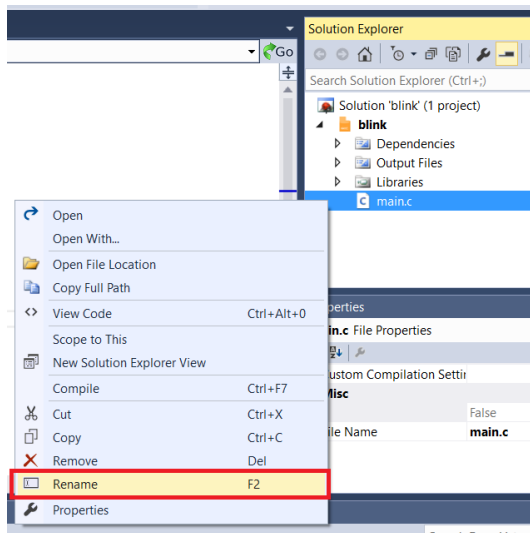 Solution Explorer
Go
Search Solution Explorer (Ctrl+;)
Solution 'blink' (1 project)
blink
Dependencies
Output Files
Libraries
main.c
Open
Open With...
Open File Location
Copy Full Path
View Code Ctrl+Alt+0
Scope to This
New Solution Explorer View
Compile Ctrl+F7
Cut Ctrl+X
Copy Ctrl+C
Remove Del
Rename F2
Properties
perties
in.c File Properties
ustom Compilation Settin
Misc
False
ile Name main.c